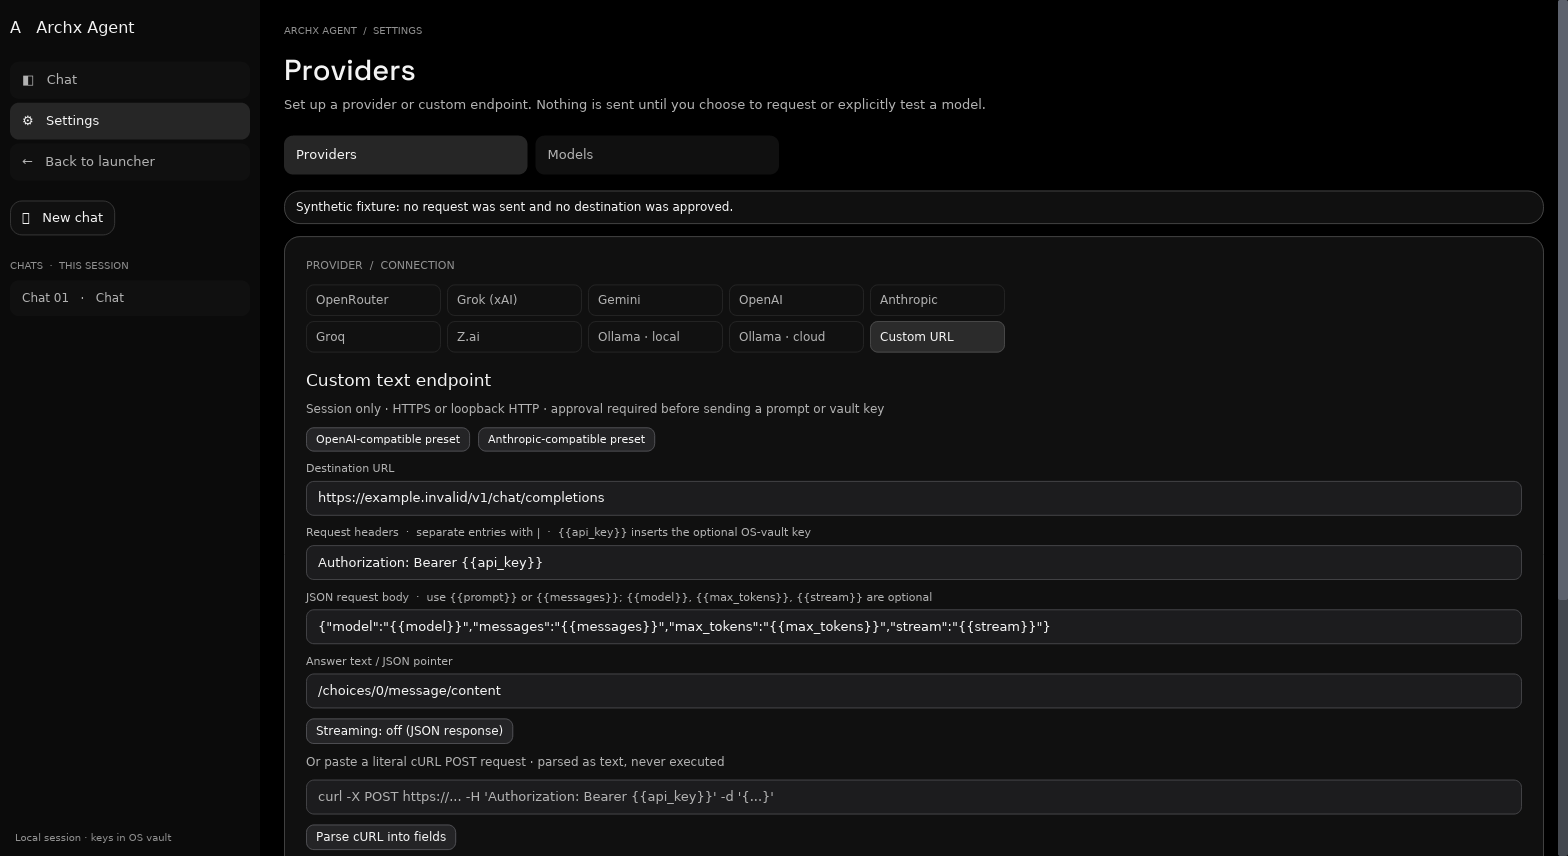 A Archx Agent
Chat
Settings
← Back to launcher
New chat
CHATS · THIS SESSION
Chat 01 · Chat
Local session · keys in OS vault
ARCHX AGENT / SETTINGS
Providers
Set up a provider or custom endpoint. Nothing is sent until you choose to request or explicitly test a model.
Providers Models
Synthetic fixture: no request was sent and no destination was approved.
PROVIDER / CONNECTION
OpenRouter Grok (xAI) Gemini OpenAI Anthropic
Groq Z.ai Ollama · local Ollama · cloud Custom URL
Custom text endpoint
Session only · HTTPS or loopback HTTP · approval required before sending a prompt or vault key
OpenAI-compatible preset Anthropic-compatible preset
Destination URL
https://example.invalid/v1/chat/completions
Request headers · separate entries with | · {{api_key}} inserts the optional OS-vault key
Authorization: Bearer {{api_key}}
JSON request body · use {{prompt}} or {{messages}}; {{model}}, {{max_tokens}}, {{stream}} are optional
{"model":"{{model}}","messages":"{{messages}}","max_tokens":"{{max_tokens}}","stream":"{{stream}}"}
Answer text / JSON pointer
/choices/0/message/content
Streaming: off (JSON response)
Or paste a literal cURL POST request · parsed as text, never executed
curl -X POST https://... -H 'Authorization: Bearer {{api_key}}' -d '{...}'
Parse cURL into fields